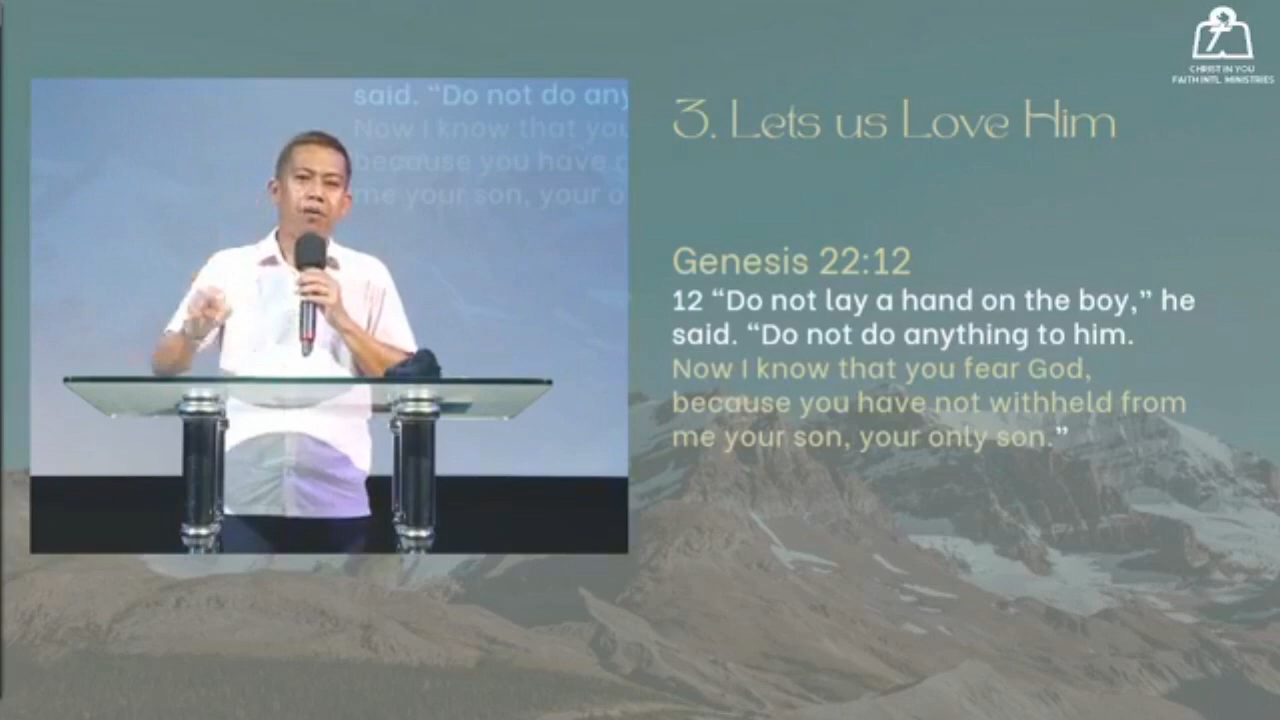 CHRIST IN YOU
FAITH INTL. MINISTRIES
said. “Do not do any
Now I know that you
because you have
me your son, your o
3. Lets us Love Him
Genesis 22:12
12 “Do not lay a hand on the boy,” he
said. “Do not do anything to him.
Now I know that you fear God,
because you have not withheld from
me your son, your only son.”